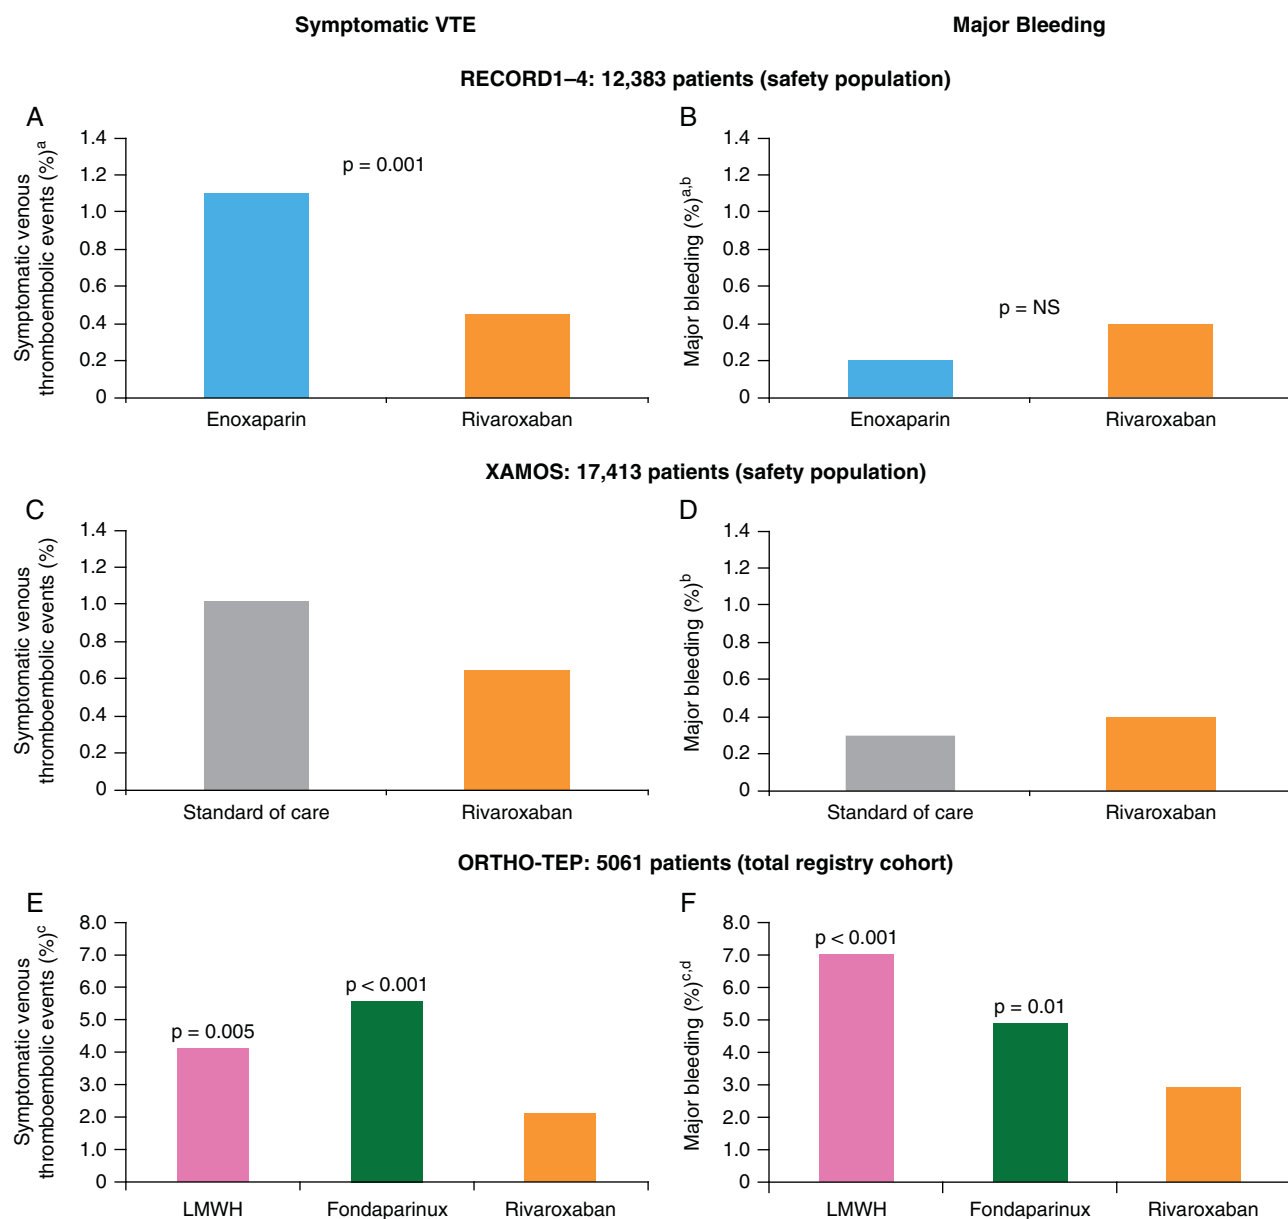 Symptomatic VTE
Major Bleeding
RECORD1–4: 12,383 patients (safety population)
A
Symptomatic venous
thromboembolic events (%)a
1.4
1.2
1.0
0.8
0.6
0.4
0.2
0
p = 0.001
Enoxaparin
Rivaroxaban
B
Major bleeding (%)a,b
1.4
1.2
1.0
0.8
0.6
0.4
0.2
0
p = NS
Enoxaparin
Rivaroxaban
XAMOS: 17,413 patients (safety population)
C
Symptomatic venous
thromboembolic events (%)
1.4
1.2
1.0
0.8
0.6
0.4
0.2
0
Standard of care
Rivaroxaban
D
Major bleeding (%)b
1.4
1.2
1.0
0.8
0.6
0.4
0.2
0
Standard of care
Rivaroxaban
ORTHO-TEP: 5061 patients (total registry cohort)
E
Symptomatic venous
thromboembolic events (%)c
8.0
7.0
6.0
5.0
4.0
3.0
2.0
1.0
0
p = 0.005
p < 0.001
LMWH
Fondaparinux
Rivaroxaban
F
Major bleeding (%)c,d
8.0
7.0
6.0
5.0
4.0
3.0
2.0
1.0
0
p < 0.001
p = 0.01
LMWH
Fondaparinux
Rivaroxaban